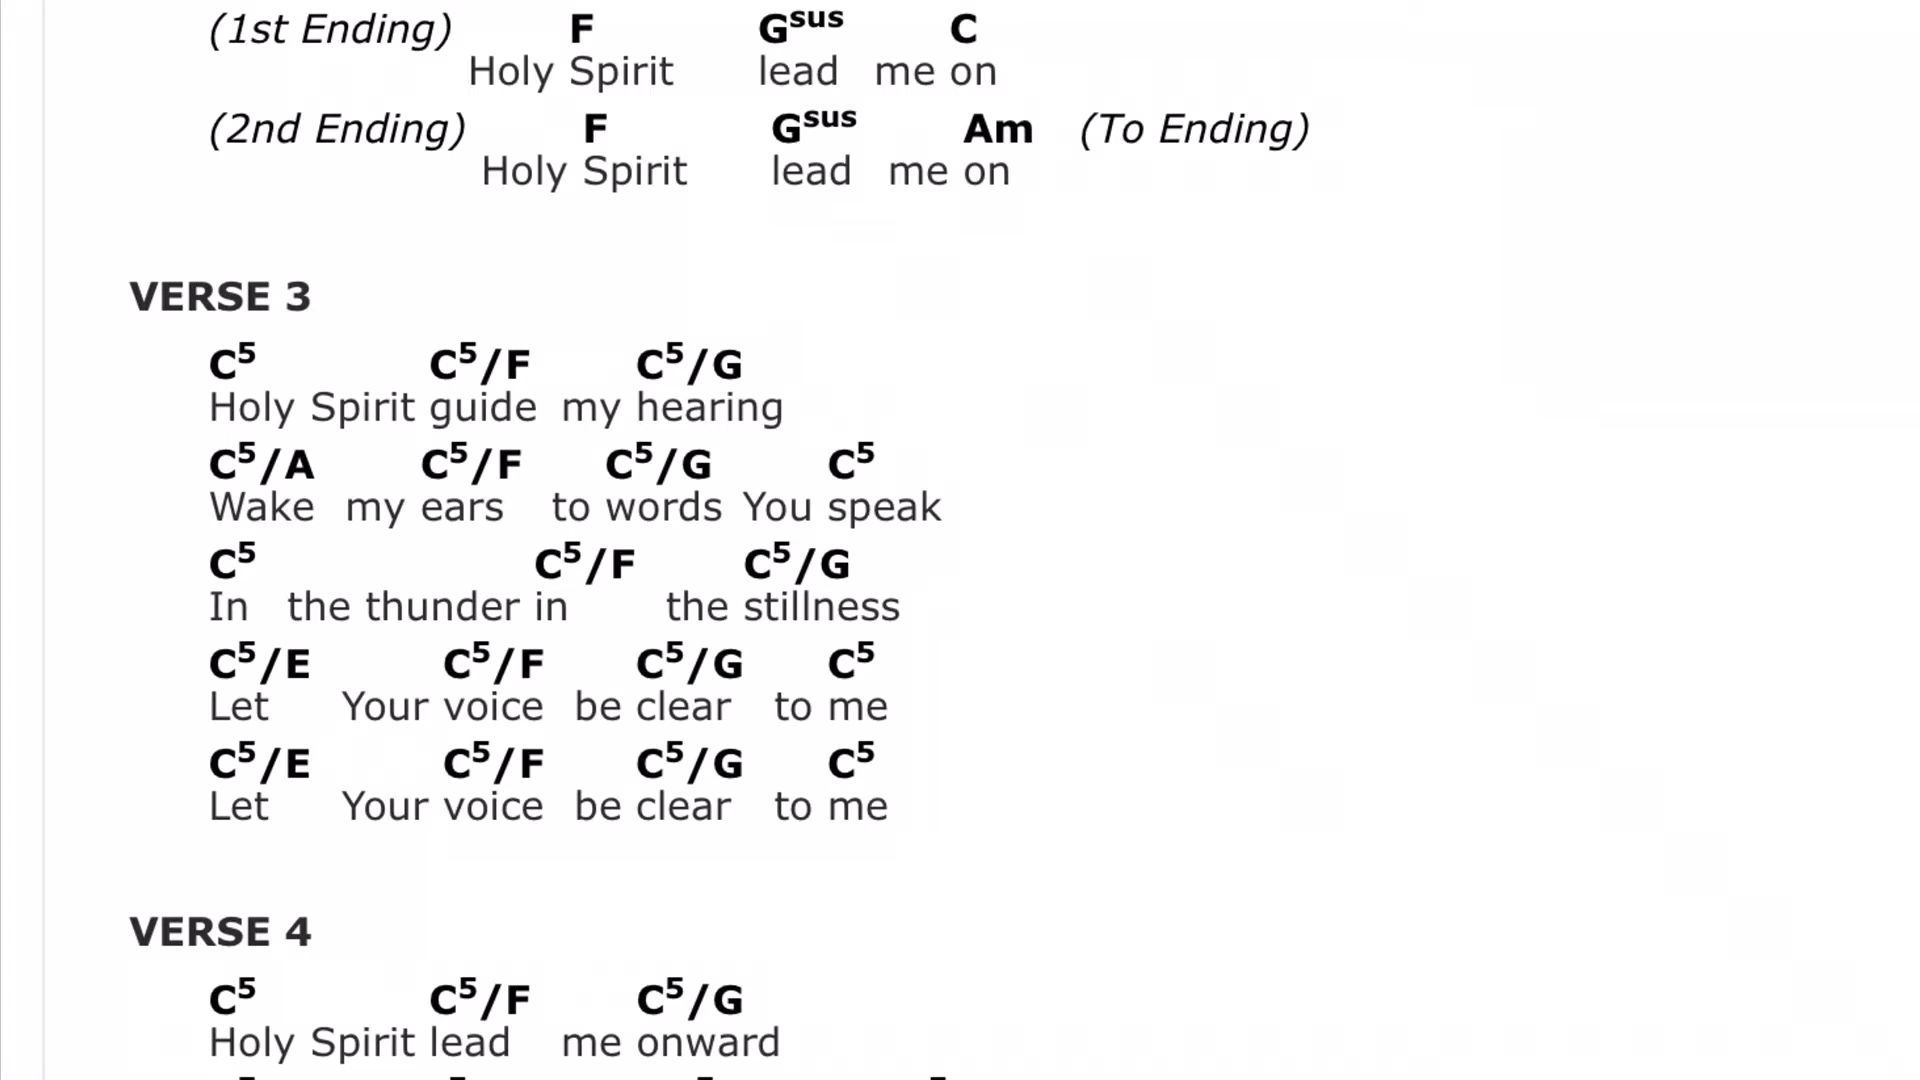 (1st Ending) F Gsus C
Holy Spirit lead me on
(2nd Ending) F Gsus Am (To Ending)
Holy Spirit lead me on
VERSE 3
C5 C5/F C5/G
Holy Spirit guide my hearing
C5/A C5/F C5/G C5
Wake my ears to words You speak
C5 C5/F C5/G
In the thunder in the stillness
C5/E C5/F C5/G C5
Let Your voice be clear to me
C5/E C5/F C5/G C5
Let Your voice be clear to me
VERSE 4
C5 C5/F C5/G
Holy Spirit lead me onward